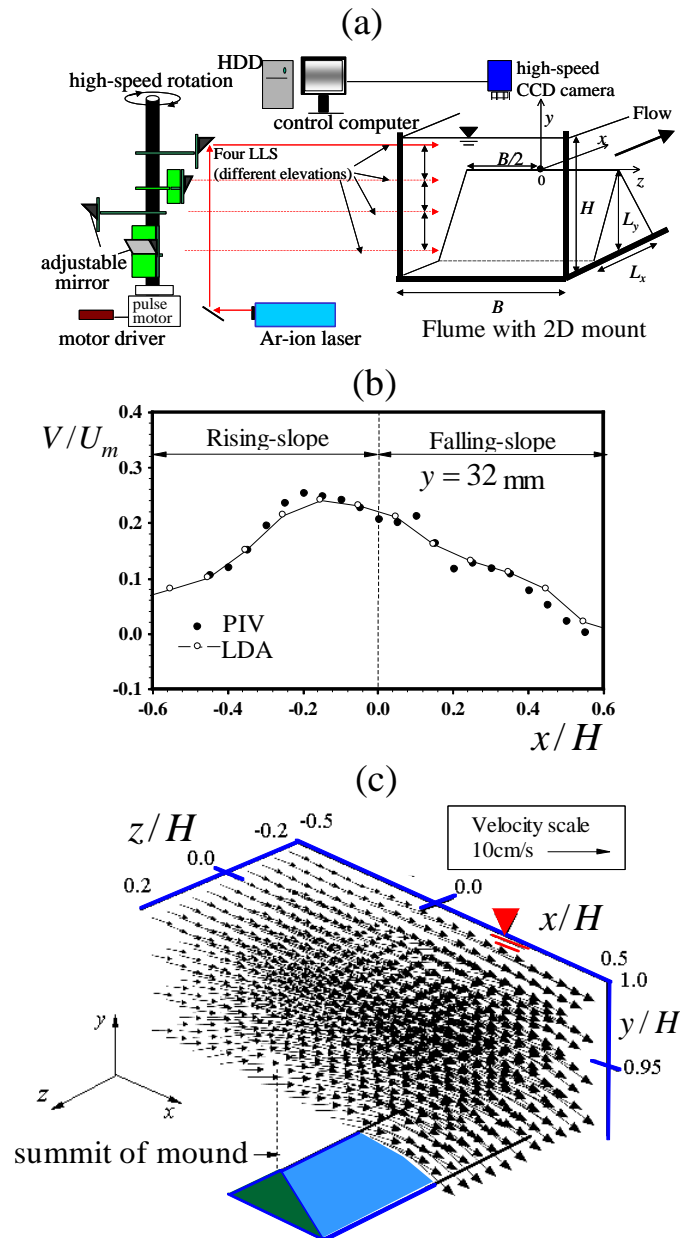 (a)
HDD
high-speed rotation
high-speed
CCD camera
control computer
Flow
y
x
Four LLS
(different elevations)
B/2
0
z
H
L_y
L_x
adjustable
mirror
pulse
motor
B
motor driver
Ar-ion laser
Flume with 2D mount
(b)
V/U_m
0.4
0.3
0.2
0.1
0.0
-0.1
Rising-slope
Falling-slope
y = 32 mm
PIV
LDA
-0.6
-0.4
-0.2
0.0
0.2
0.4
0.6
x/H
(c)
z/H
-0.2
-0.5
0.0
0.2
Velocity scale
10cm/s
0.0
x/H
0.5
1.0
y/H
0.95
y
z
x
summit of mound